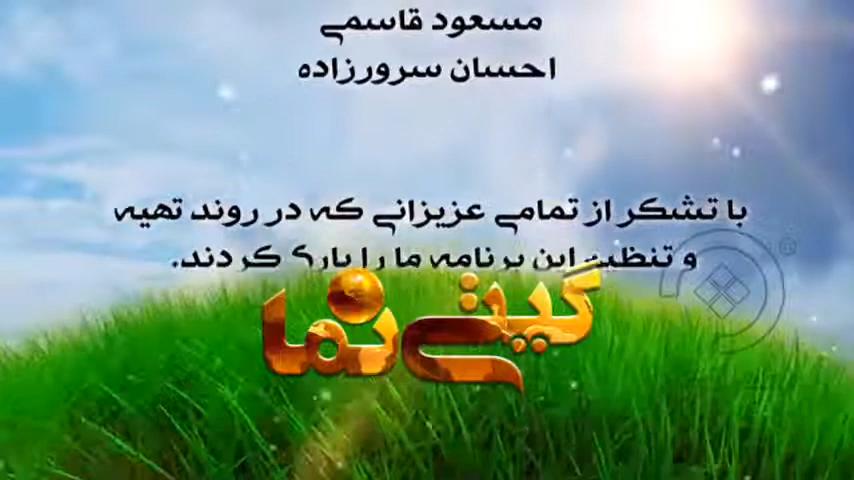 مسعود قاسمی
احسان سرورزاده
با تشکر از تمامی عزیزانی که در روند تهیه
و تنظیم این برنامه ما را یاری کردند.
گیتی نما